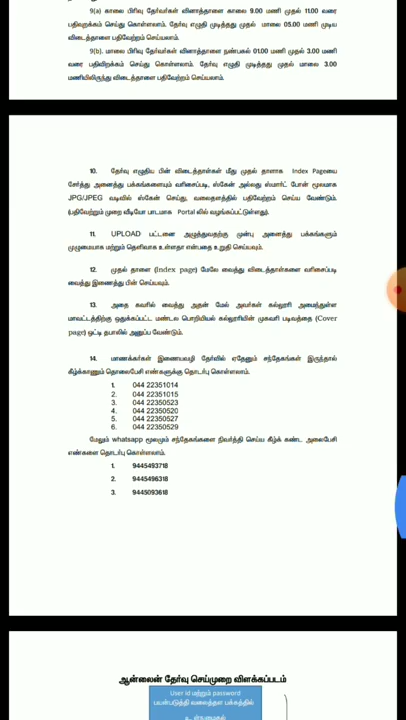 9(a) காலை பிரிவு தேர்வர்கள் வினாத்தாளை காலை 9.00 மணி முதல் 11.00 வரை
பதிவுறக்கம் செய்து கொள்ளலாம். தேர்வு எழுதி முடித்தது முதல் மாலை 05.00 மணி முடிய
விடைத்தாளை பதிவேற்றம் செய்யலாம்.
9(b). மாலை பிரிவு தேர்வர்கள் வினாத்தாளை நண்பகல் 01.00 மணி முதல் 3.00 மணி
வரை பதிவிறக்கம் செய்து கொள்ளலாம். தேர்வு எழுதி முடித்தது முதல் மாலை 3.00
மணியிலிருந்து விடைத்தாளை பதிவேற்றம் செய்யலாம்.
10. தேர்வு எழுதிய பின் விடைத்தாள்கள் மீது முதல் தாளாக Index Pageயை
சேர்த்து அனைத்து பக்கங்களையும் வரிசைப்படி, ஸ்கேன் அல்லது ஸ்மார்ட் போன் மூலமாக
JPG/JPEG வடிவில் ஸ்கேன் செய்து, வலைதளத்தில் பதிவேற்றம் செய்ய வேண்டும்.
(பதிவேற்றும் முறை வீடியோ பாடமாக Portal லில் வழங்கப்பட்டுள்ளது).
11. UPLOAD பட்டனை அழுத்துவதற்கு முன்பு அனைத்து பக்கங்களும்
முழுமையாக மற்றும் தெளிவாக உள்ளதா என்பதை உறுதி செய்யவும்.
12. முதல் தாளை (Index page) மேலே வைத்து விடைத்தாள்களை வரிசைப்படி
வைத்து இணைத்து பின் செய்யவும்.
13. அதை கவரில் வைத்து அதன் மேல் அவர்கள் கல்லூரி அமைந்துள்ள
மாவட்டத்திற்கு ஒதுக்கப்பட்ட மண்டல பொறியியல் கல்லூரியின் முகவரி படிவத்தை (Cover
page) ஒட்டி தபாலில் அனுப்ப வேண்டும்.
14. மாணக்கர்கள் இணையவழி தேர்வில் ஏதேனும் சந்தேகங்கள் இருந்தால்
கீழ்க்காணும் தொலைபேசி எண்களுக்கு தொடர்பு கொள்ளலாம்.
1. 044 22351014
2. 044 22351015
3. 044 22350523
4. 044 22350520
5. 044 22350527
6. 044 22350529
மேலும் whatsapp மூலமும் சந்தேகங்களை நிவர்த்தி செய்ய கீழ்க் கண்ட அலைபேசி
எண்களை தொடர்பு கொள்ளலாம்.
1. 9445493718
2. 9445496318
3. 9445093618
ஆன்லைன் தேர்வு செய்முறை விளக்கப்படம்
User id மற்றும் password
பயன்படுத்தி வலைத்தள பக்கத்தில்